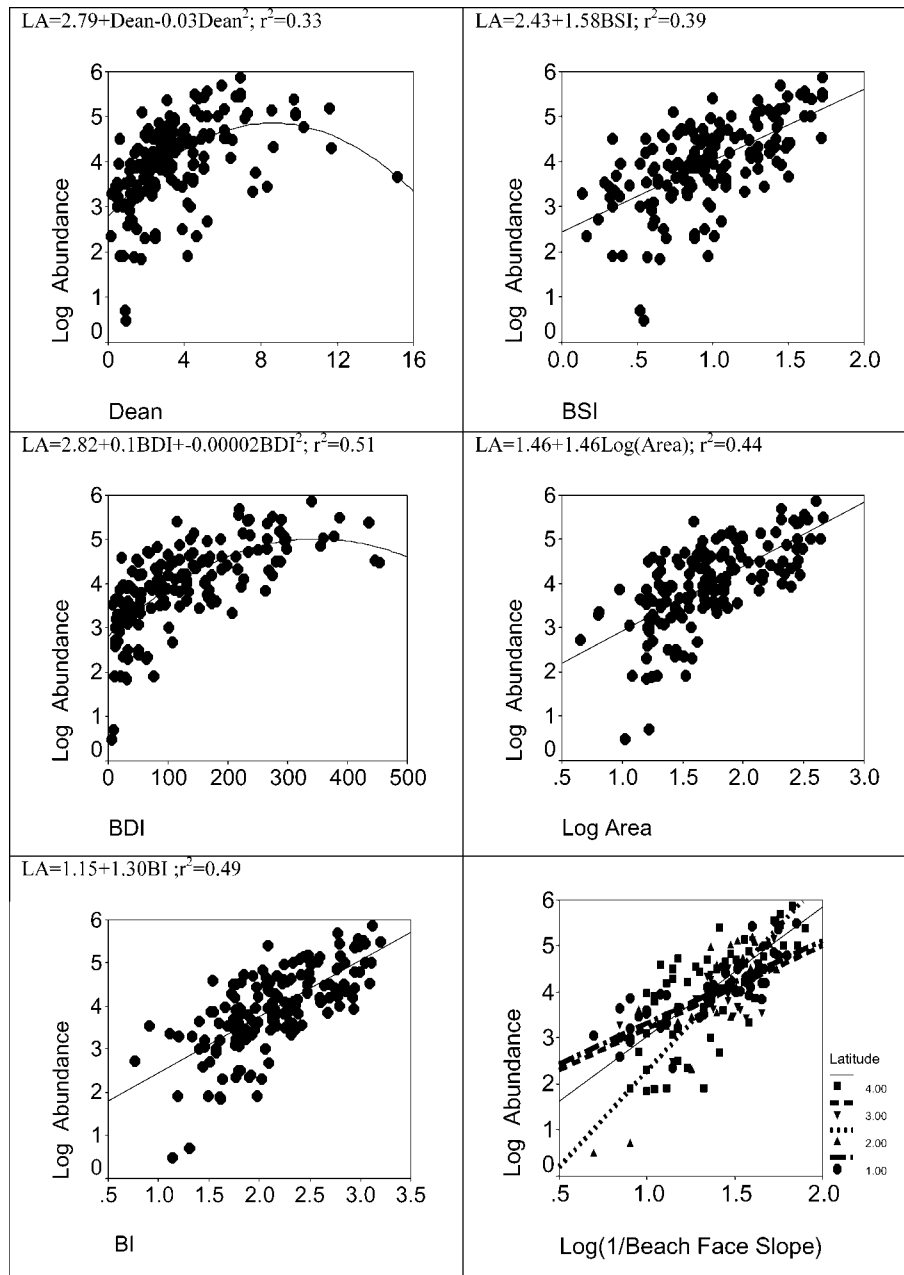 LA=2.79+Dean-0.03Dean²; r²=0.33
Log Abundance
6
5
4
3
2
1
0
0 4 8 12 16
Dean
LA=2.43+1.58BSI; r²=0.39
Log Abundance
6
5
4
3
2
1
0
0.0 .5 1.0 1.5 2.0
BSI
LA=2.82+0.1BDI+-0.00002BDI²; r²=0.51
Log Abundance
6
5
4
3
2
1
0
0 100 200 300 400 500
BDI
LA=1.46+1.46Log(Area); r²=0.44
Log Abundance
6
5
4
3
2
1
0
.5 1.0 1.5 2.0 2.5 3.0
Log Area
LA=1.15+1.30BI ;r²=0.49
Log Abundance
6
5
4
3
2
1
0
.5 1.0 1.5 2.0 2.5 3.0 3.5
BI
Log Abundance
6
5
4
3
2
1
0
.5 1.0 1.5 2.0
Log(1/Beach Face Slope)
Latitude
4.00
3.00
2.00
1.00